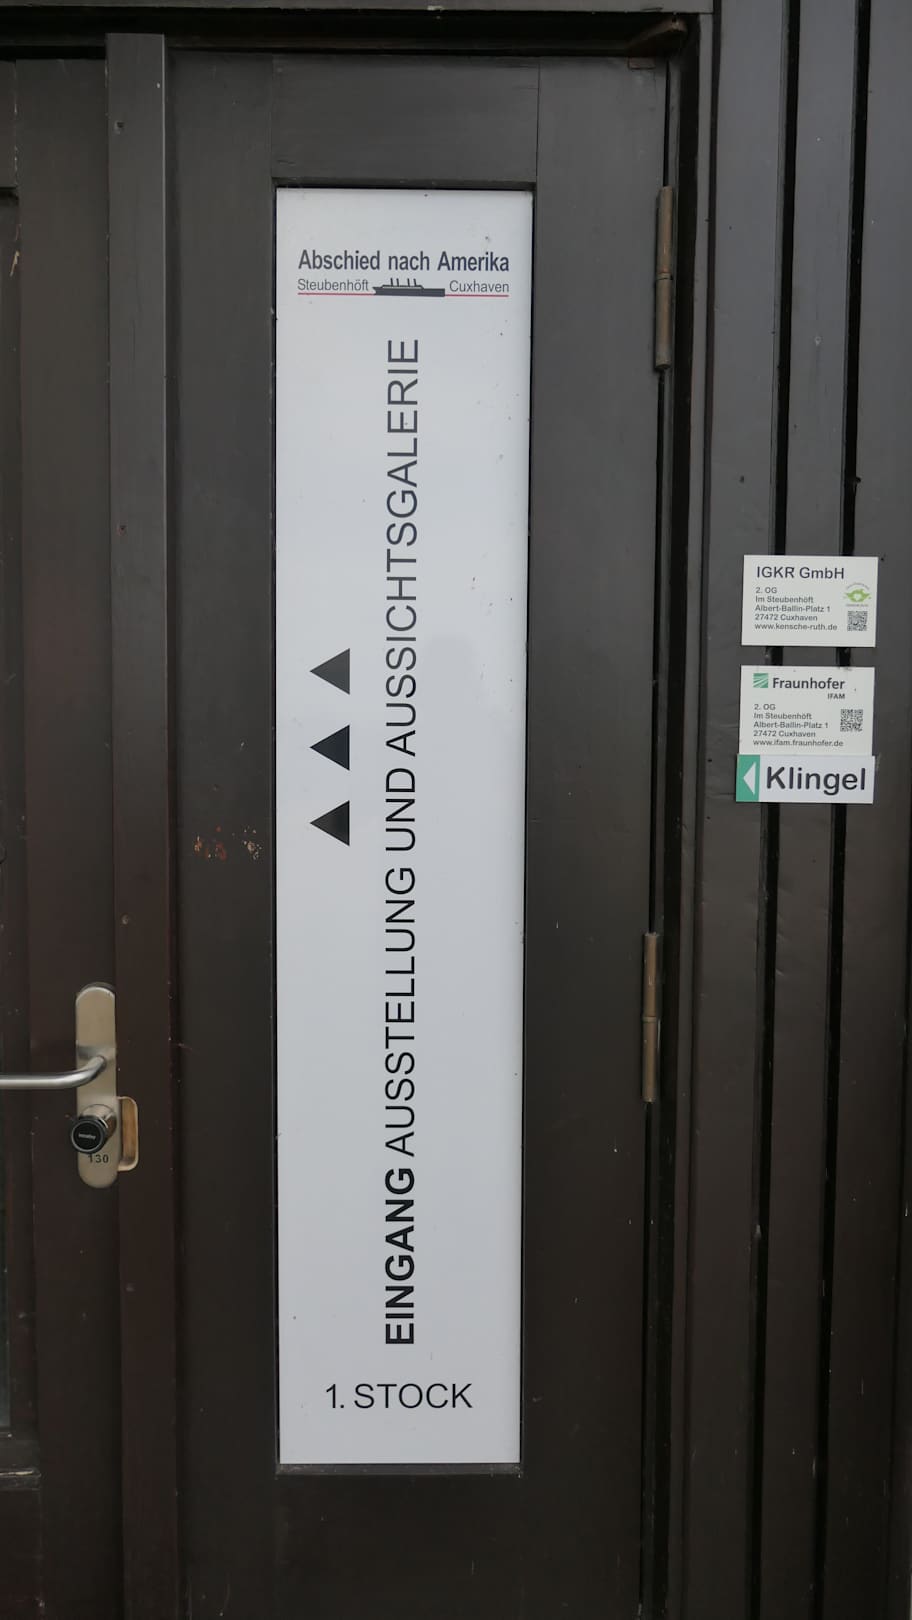 Abschied nach Amerika
Steubenhöft Cuxhaven
EINGANG AUSSTELLUNG UND AUSSICHTSGALERIE
1. STOCK
IGKR GmbH
2. OG
Im Steubenhöft
Albert-Ballin-Platz 1
27472 Cuxhaven
www.kensche-ruth.de
Fraunhofer
IFAM
2. OG
Im Steubenhöft
Albert-Ballin-Platz 1
27472 Cuxhaven
www.ifam.fraunhofer.de
Klingel
130